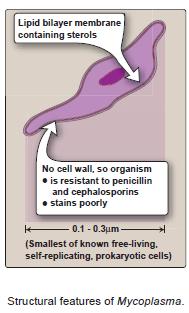 Lipid bilayer membrane
containing sterols
No cell wall, so organism
● is resistant to penicillin
and cephalosporins
● stains poorly
0.1 - 0.3µm
(Smallest of known free-living,
self-replicating, prokaryotic cells)
Structural features of Mycoplasma.